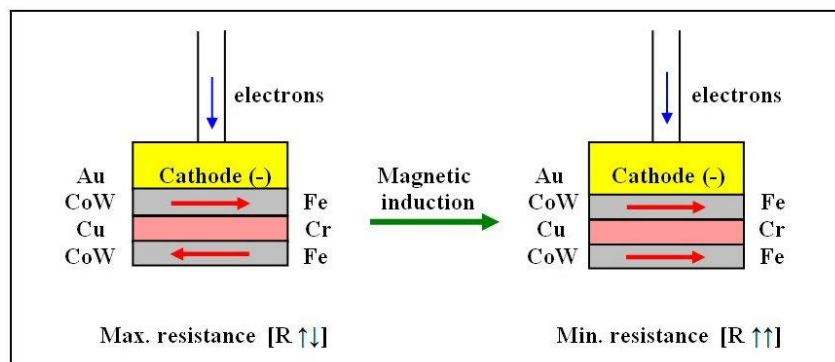 electrons electrons
Au Cathode (-) Au Cathode (-)
CoW Fe Magnetic CoW Fe
Cu Cr induction Cu Cr
CoW Fe CoW Fe
Max. resistance [R ↑↓] Min. resistance [R ↑↑]